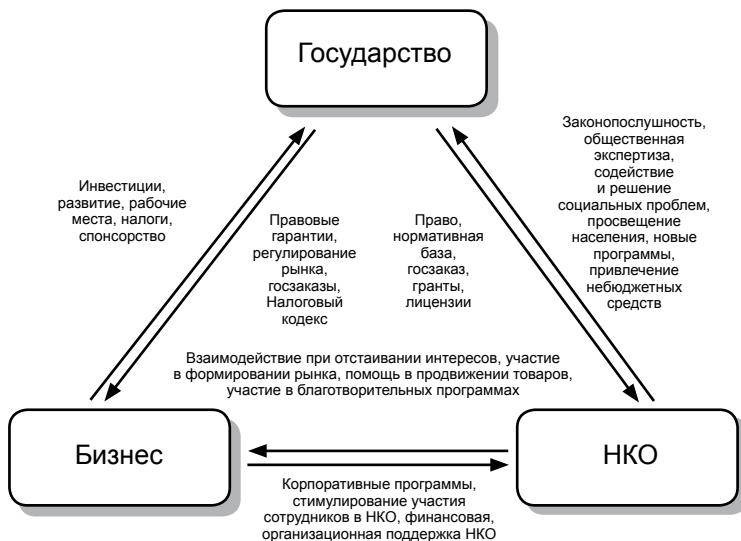 Государство
Законопослушность,
общественная
экспертиза,
содействие
и решение
социальных проблем,
просвещение
населения, новые
программы,
привлечение
небюджетных
средств
Инвестиции,
развитие, рабочие
места, налоги,
спонсорство
Правовые
гарантии,
регулирование
рынка,
госзаказы,
Налоговый
кодекс
Право,
нормативная
база,
госзаказ,
гранты,
лицензии
Взаимодействие при отстаивании интересов, участие
в формировании рынка, помощь в продвижении товаров,
участие в благотворительных программах
Бизнес
НКО
Корпоративные программы,
стимулирование участия
сотрудников в НКО, финансовая,
организационная поддержка НКО